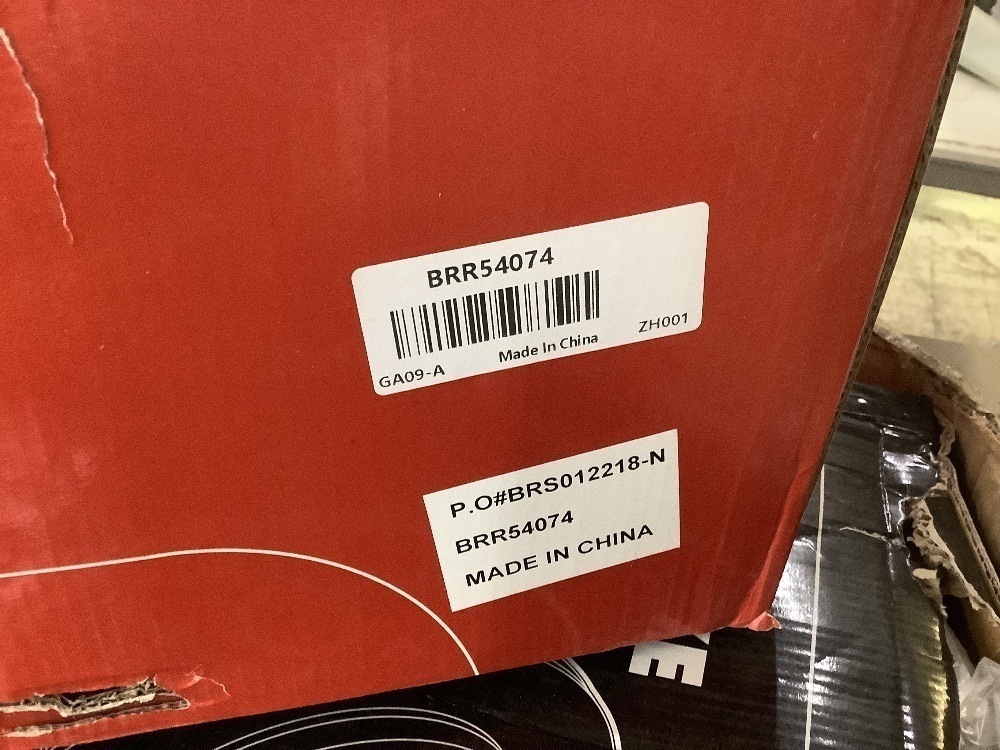 BRR54074
Made In China
ZH001
GA09-A
P.O#BRS012218-N
BRR54074
MADE IN CHINA